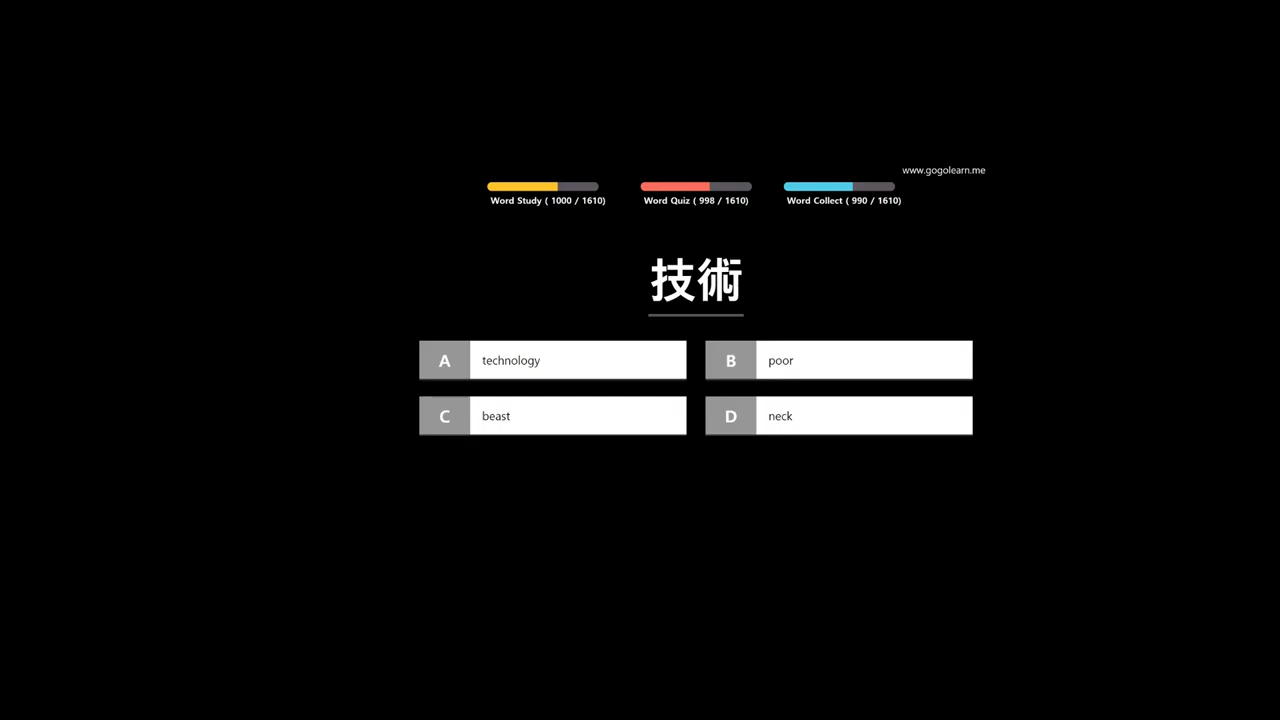 www.gogolearn.me
Word Study ( 1000 / 1610) Word Quiz ( 998 / 1610) Word Collect ( 990 / 1610)
技術
A technology B poor
C beast D neck